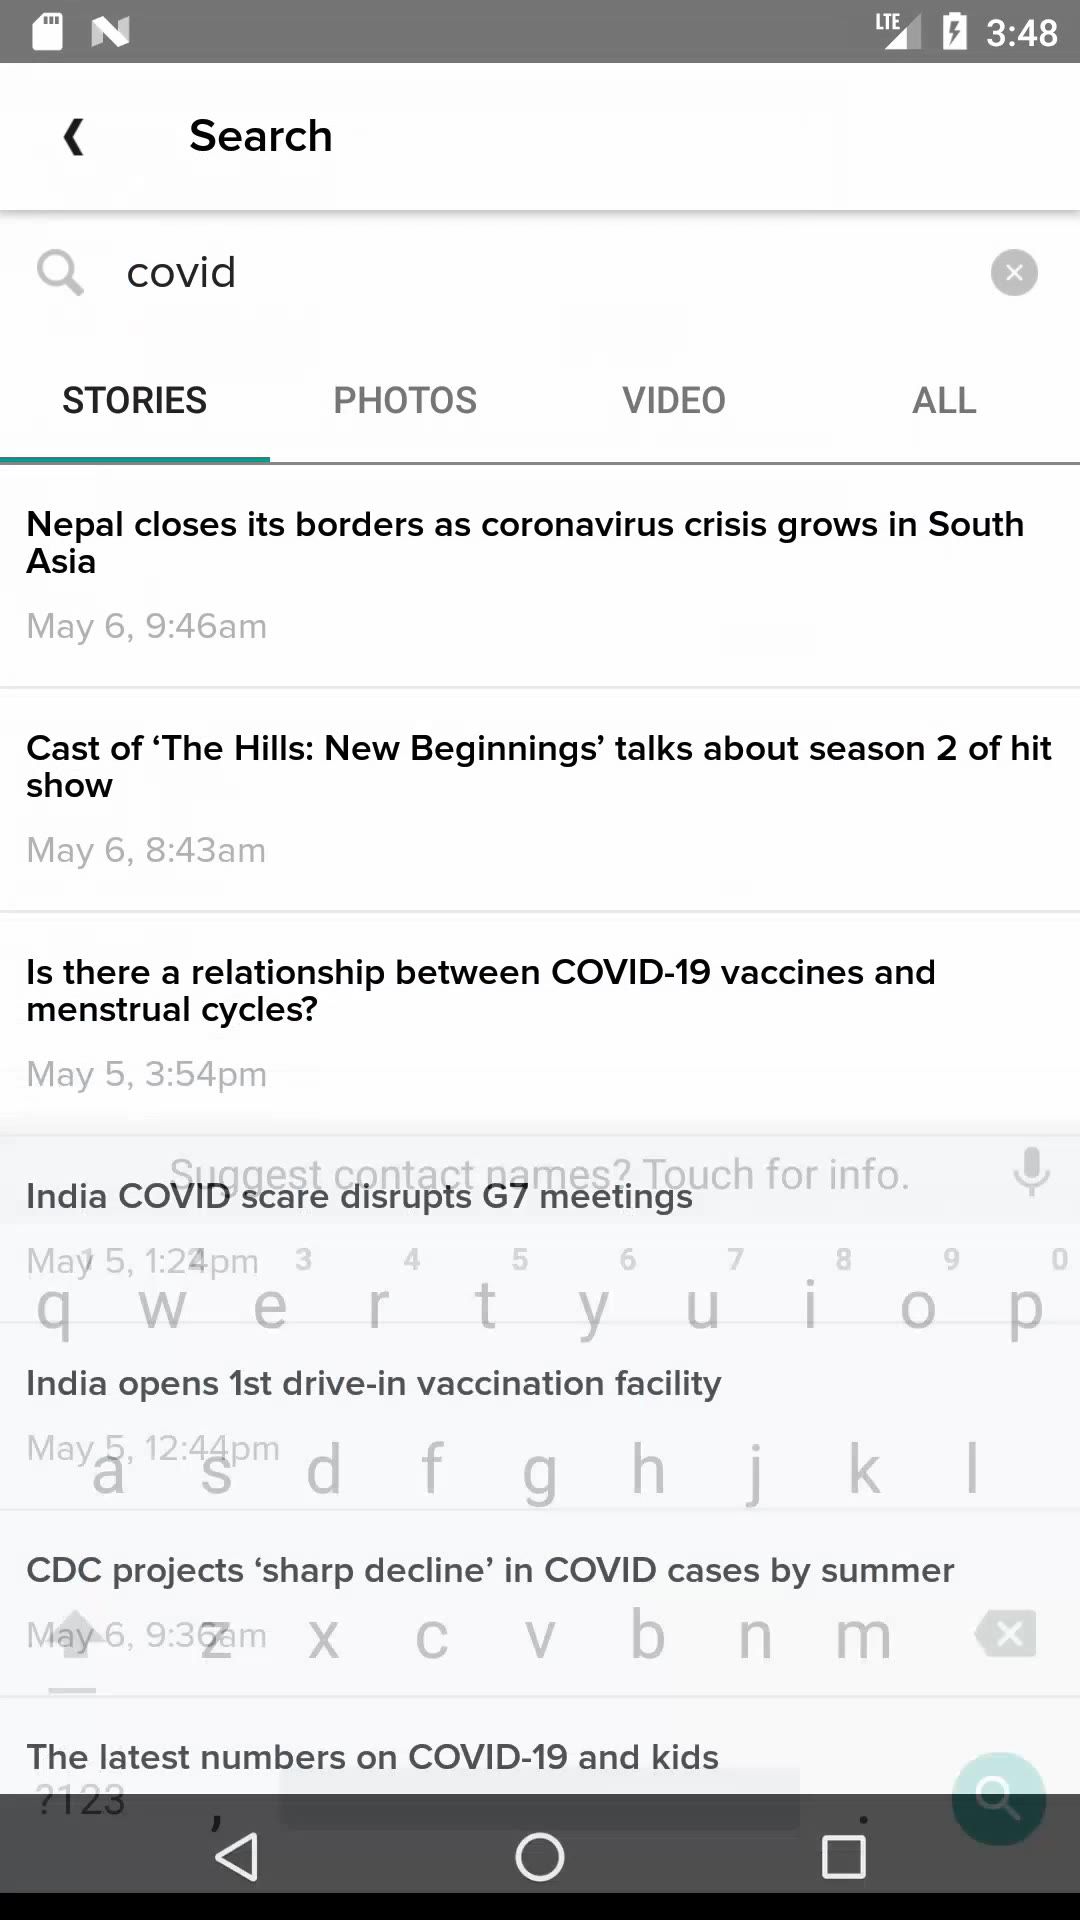 LTE 3:48
Search
covid
STORIES PHOTOS VIDEO ALL
Nepal closes its borders as coronavirus crisis grows in South
Asia
May 6, 9:46am
Cast of ‘The Hills: New Beginnings’ talks about season 2 of hit
show
May 6, 8:43am
Is there a relationship between COVID-19 vaccines and
menstrual cycles?
May 5, 3:54pm
Suggest contact names? Touch for info.
India COVID scare disrupts G7 meetings
May 5, 1:24pm
1 2 3 4 5 6 7 8 9 0
q w e r t y u i o p
India opens 1st drive-in vaccination facility
May 5, 12:44pm
a s d f g h j k l
CDC projects ‘sharp decline’ in COVID cases by summer
May 6, 9:36am
z x c v b n m
The latest numbers on COVID-19 and kids
?123 , .